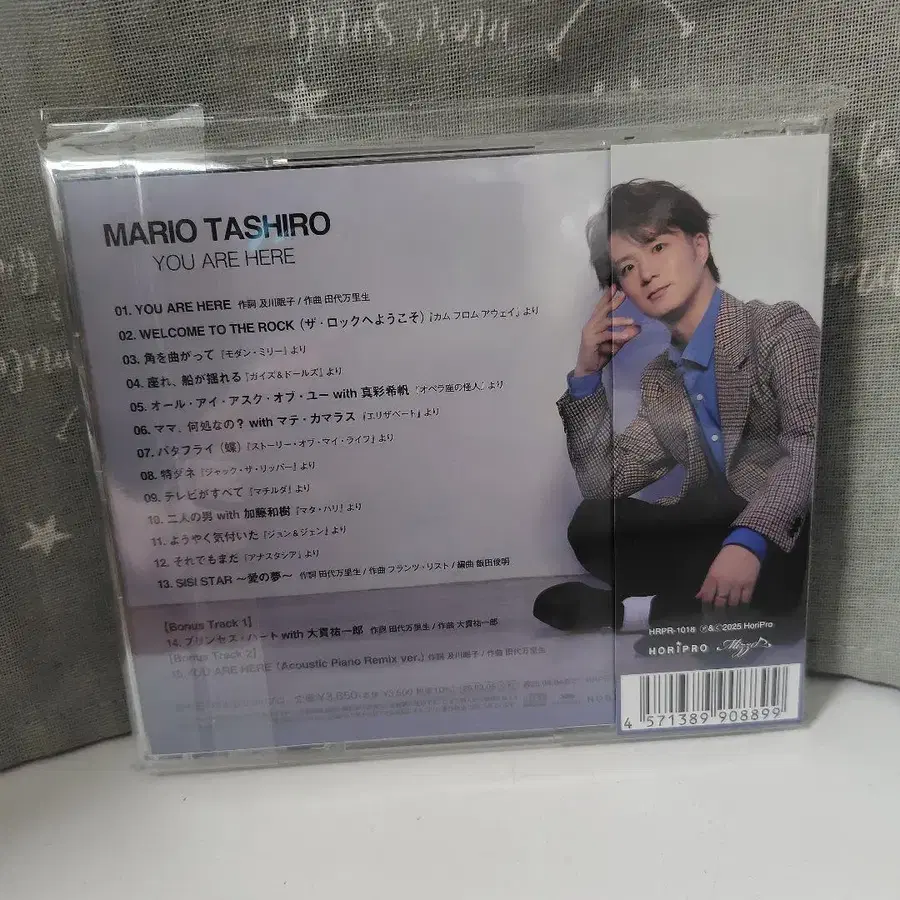 MARIO TASHIRO
YOU ARE HERE
01. YOU ARE HERE 作詞 及川眠子 / 作曲 田代万里生
02. WELCOME TO THE ROCK（ザ・ロックへようこそ）『カム フロム アウェイ』より
03. 角を曲がって『モダン・ミリー』より
04. 座れ、船が揺れる『ガイズ&ドールズ』より
05. オール・アイ・アスク・オブ・ユー with 真彩希帆『オペラ座の怪人』より
06. ママ、何処なの？ with マテ・カマラス『エリザベート』より
07. バタフライ（蝶）『ストーリー・オブ・マイ・ライフ』より
08. 特ダネ『ジャック・ザ・リッパー』より
09. テレビがすべて『マチルダ』より
10. 二人の男 with 加藤和樹『マタ・ハリ』より
11. ようやく気付いた『ジョン&ジェン』より
12. それでもまだ『アナスタシア』より
13. SISI STAR 〜愛の夢〜 作詞 田代万里生 / 作曲 フランツ・リスト / 編曲 飯田俊明
【Bonus Track 1】
14. プリンセス・ハート with 大貫祐一郎 作詞 田代万里生 / 作曲 大貫祐一郎
【Bonus Track 2】
15. YOU ARE HERE (Acoustic Piano Remix ver.) 作詞 及川眠子 / 作曲 田代万里生
HRPR-1018 Ⓟ&Ⓒ2025 HoriPro
HORIPRO
4 571389 908899